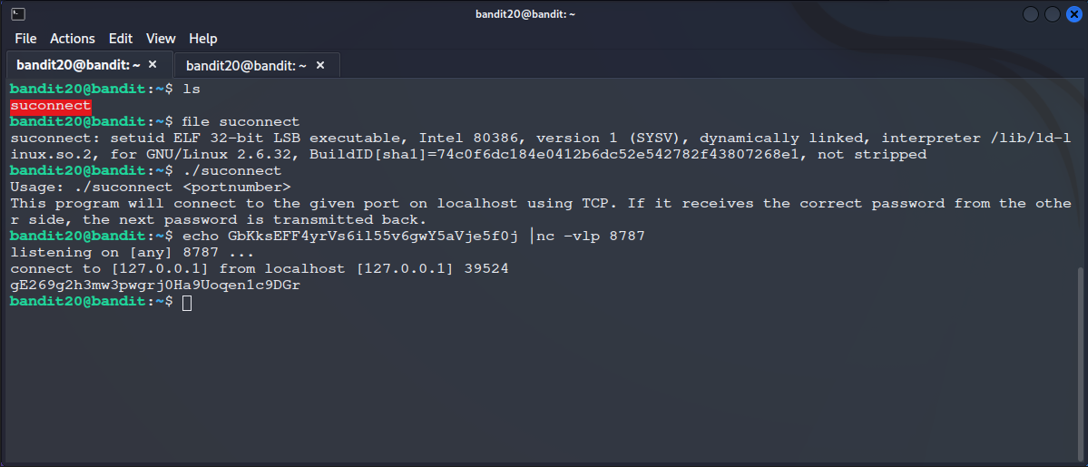 bandit20@bandit: ~
File Actions Edit View Help
bandit20@bandit: ~ × bandit20@bandit: ~ ×
bandit20@bandit:~$ ls
suconnect
bandit20@bandit:~$ file suconnect
suconnect: setuid ELF 32-bit LSB executable, Intel 80386, version 1 (SYSV), dynamically linked, interpreter /lib/ld-l
inux.so.2, for GNU/Linux 2.6.32, BuildID[sha1]=74c0f6dc184e0412b6dc52e542782f43807268e1, not stripped
bandit20@bandit:~$ ./suconnect
Usage: ./suconnect <portnumber>
This program will connect to the given port on localhost using TCP. If it receives the correct password from the othe
r side, the next password is transmitted back.
bandit20@bandit:~$ echo GbKksEFF4yrVs6il55v6gwY5aVje5f0j |nc -vlp 8787
listening on [any] 8787 ...
connect to [127.0.0.1] from localhost [127.0.0.1] 39524
gE269g2h3mw3pwgrj0Ha9Uoqen1c9DGr
bandit20@bandit:~$